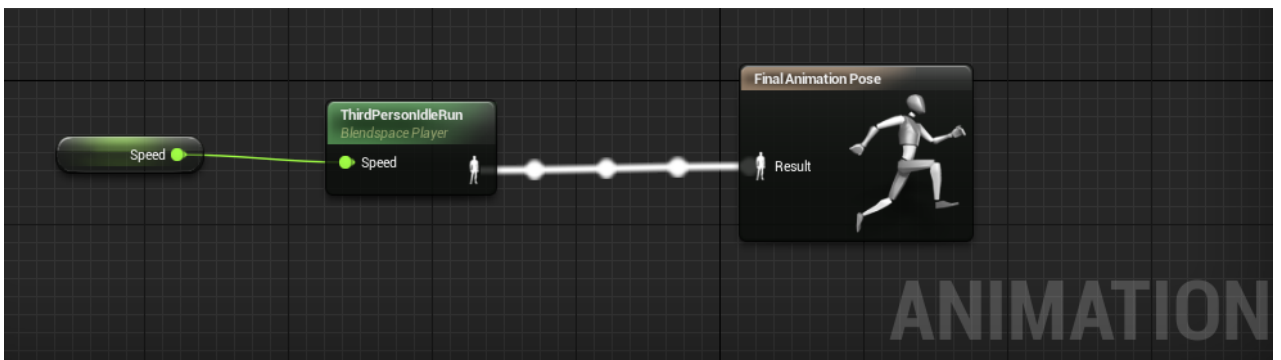 Speed
ThirdPersonIdleRun
Blendspace Player
Speed
Final Animation Pose
Result
ANIMATION